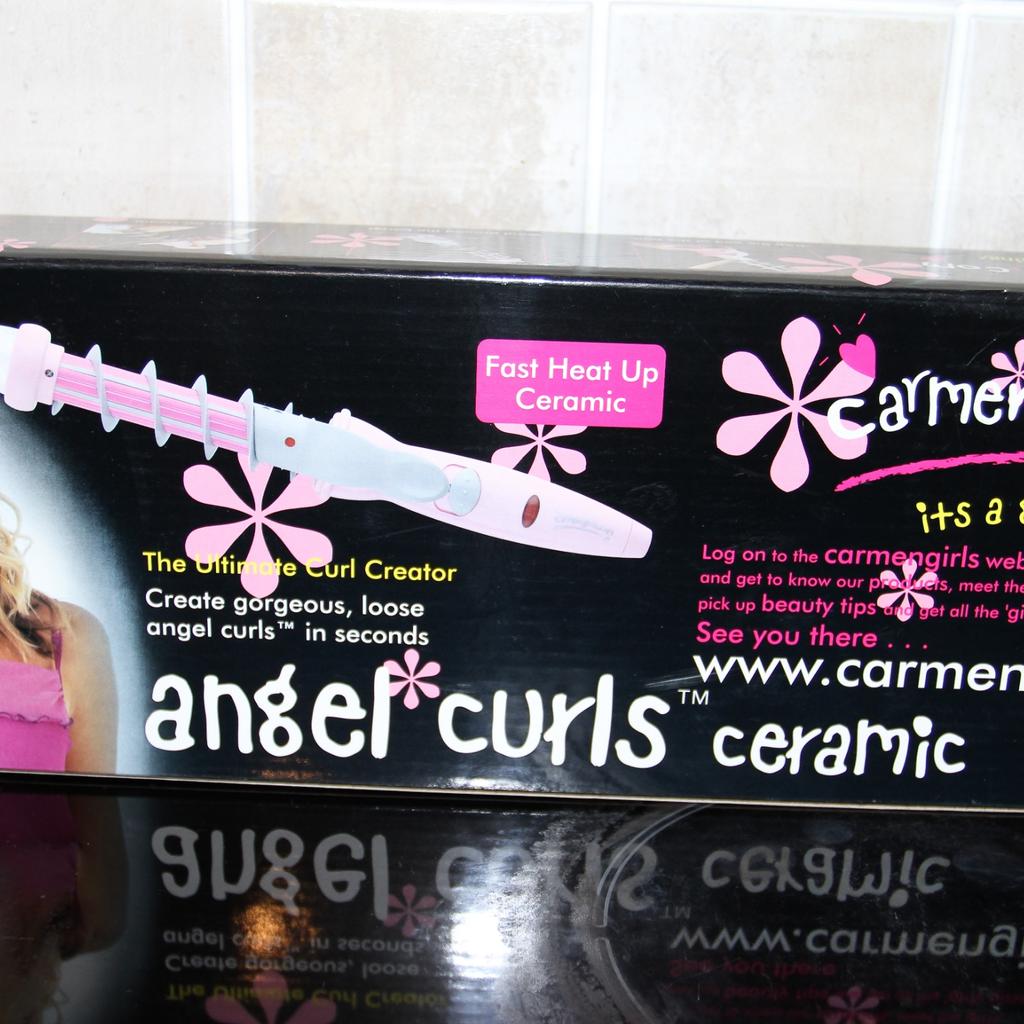 Fast Heat Up
Ceramic
The Ultimate Curl Creator
Create gorgeous, loose
angel curls™ in seconds
angel curls™ ceramic
carmen
its a
Log on to the carmengirls web
and get to know our products, meet the
pick up beauty tips and get all the 'gi
See you there . . .
www.carmen